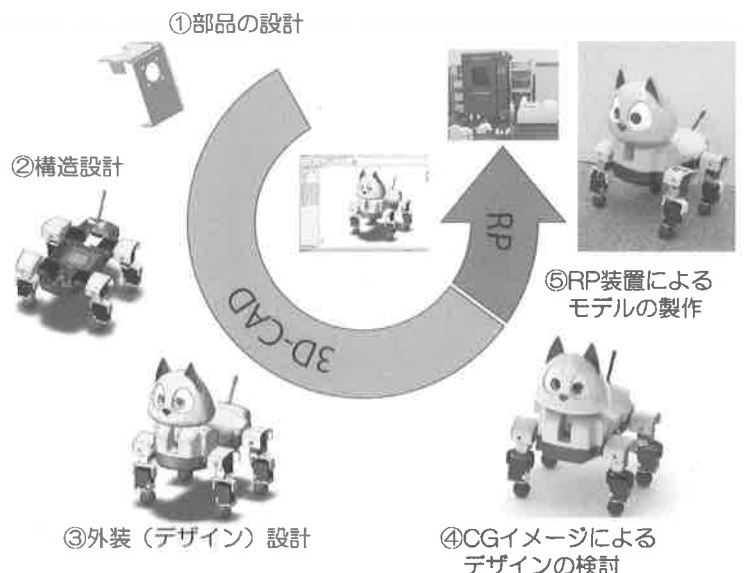 ①部品の設計
②構造設計
3D-CAD
RP
③外装（デザイン）設計
④CGイメージによる
デザインの検討
⑤RP装置による
モデルの製作